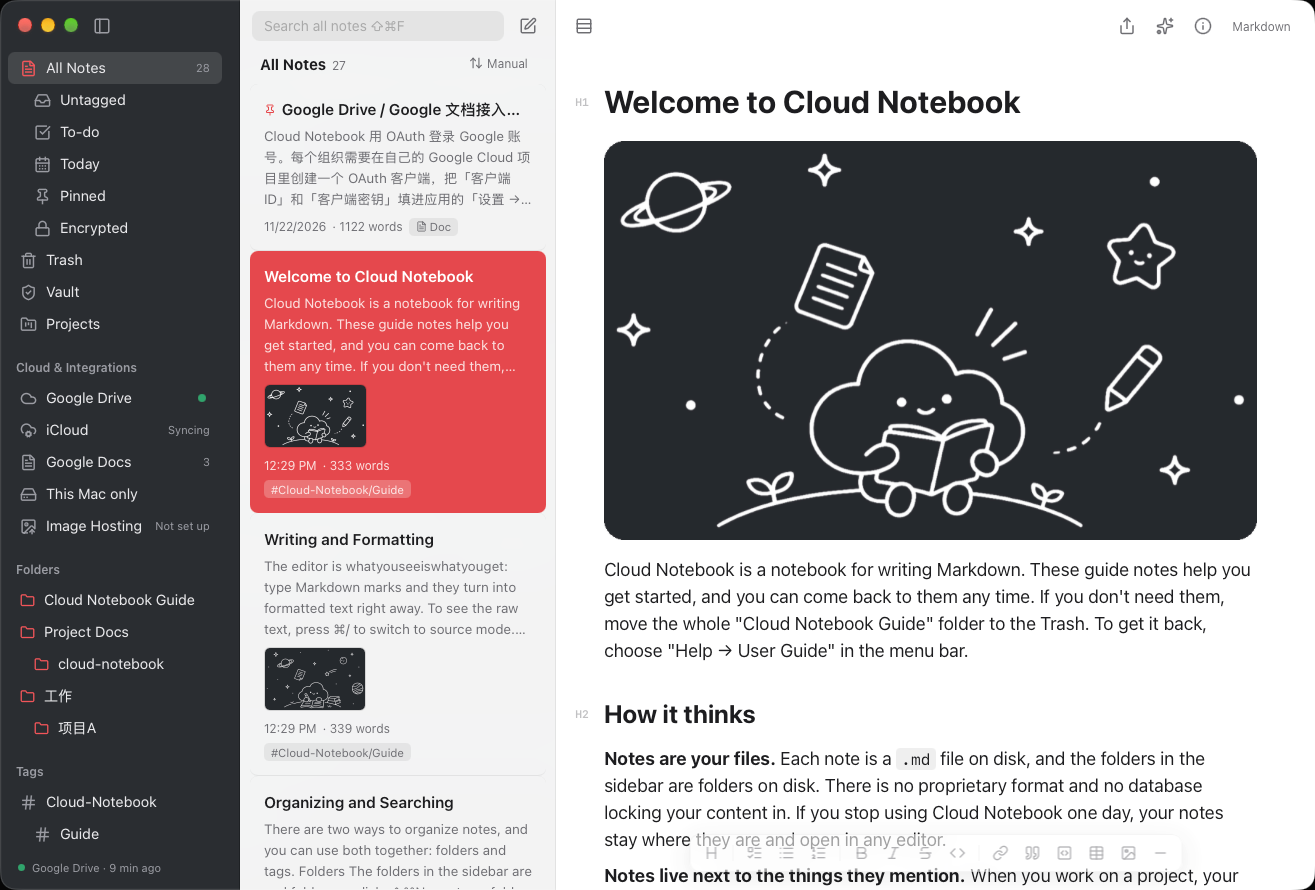 All Notes 28
Untagged
To-do
Today
Pinned
Encrypted
Trash
Vault
Projects
Cloud & Integrations
Google Drive
iCloud Syncing
Google Docs 3
This Mac only
Image Hosting Not set up
Folders
Cloud Notebook Guide
Project Docs
cloud-notebook
工作
项目A
Tags
# Cloud-Notebook
# Guide
Google Drive · 9 min ago
Search all notes ⇧⌘F
All Notes 27
Manual
Google Drive / Google 文档接入...
Cloud Notebook 用 OAuth 登录 Google 账
号。每个组织需要在自己的 Google Cloud 项
目里创建一个 OAuth 客户端，把「客户端
ID」和「客户端密钥」填进应用的「设置 →...
11/22/2026 · 1122 words Doc
Welcome to Cloud Notebook
Cloud Notebook is a notebook for writing
Markdown. These guide notes help you
get started, and you can come back to
them any time. If you don't need them,...
12:29 PM · 333 words
#Cloud-Notebook/Guide
Writing and Formatting
The editor is whatyouseeiswhatyouget:
type Markdown marks and they turn into
formatted text right away. To see the raw
text, press ⌘/ to switch to source mode....
12:29 PM · 339 words
#Cloud-Notebook/Guide
Organizing and Searching
There are two ways to organize notes, and
you can use both together: folders and
tags. Folders The folders in the sidebar are
Markdown
H1
Welcome to Cloud Notebook
Cloud Notebook is a notebook for writing Markdown. These guide notes help you
get started, and you can come back to them any time. If you don't need them,
move the whole "Cloud Notebook Guide" folder to the Trash. To get it back,
choose "Help → User Guide" in the menu bar.
H2
How it thinks
Notes are your files. Each note is a .md file on disk, and the folders in the
sidebar are folders on disk. There is no proprietary format and no database
locking your content in. If you stop using Cloud Notebook one day, your notes
stay where they are and open in any editor.
H B I S <>
Notes live next to the things they mention. When you work on a project, your